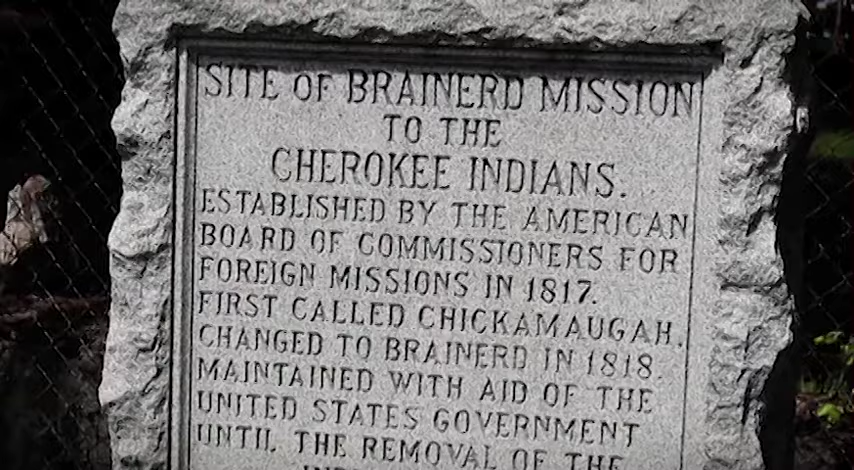 SITE OF BRAINERD MISSION
TO THE
CHEROKEE INDIANS.
ESTABLISHED BY THE AMERICAN
BOARD OF COMMISSIONERS FOR
FOREIGN MISSIONS IN 1817.
FIRST CALLED CHICKAMAUGAH,
CHANGED TO BRAINERD IN 1818.
MAINTAINED WITH AID OF THE
UNITED STATES GOVERNMENT
UNTIL THE REMOVAL OF THE